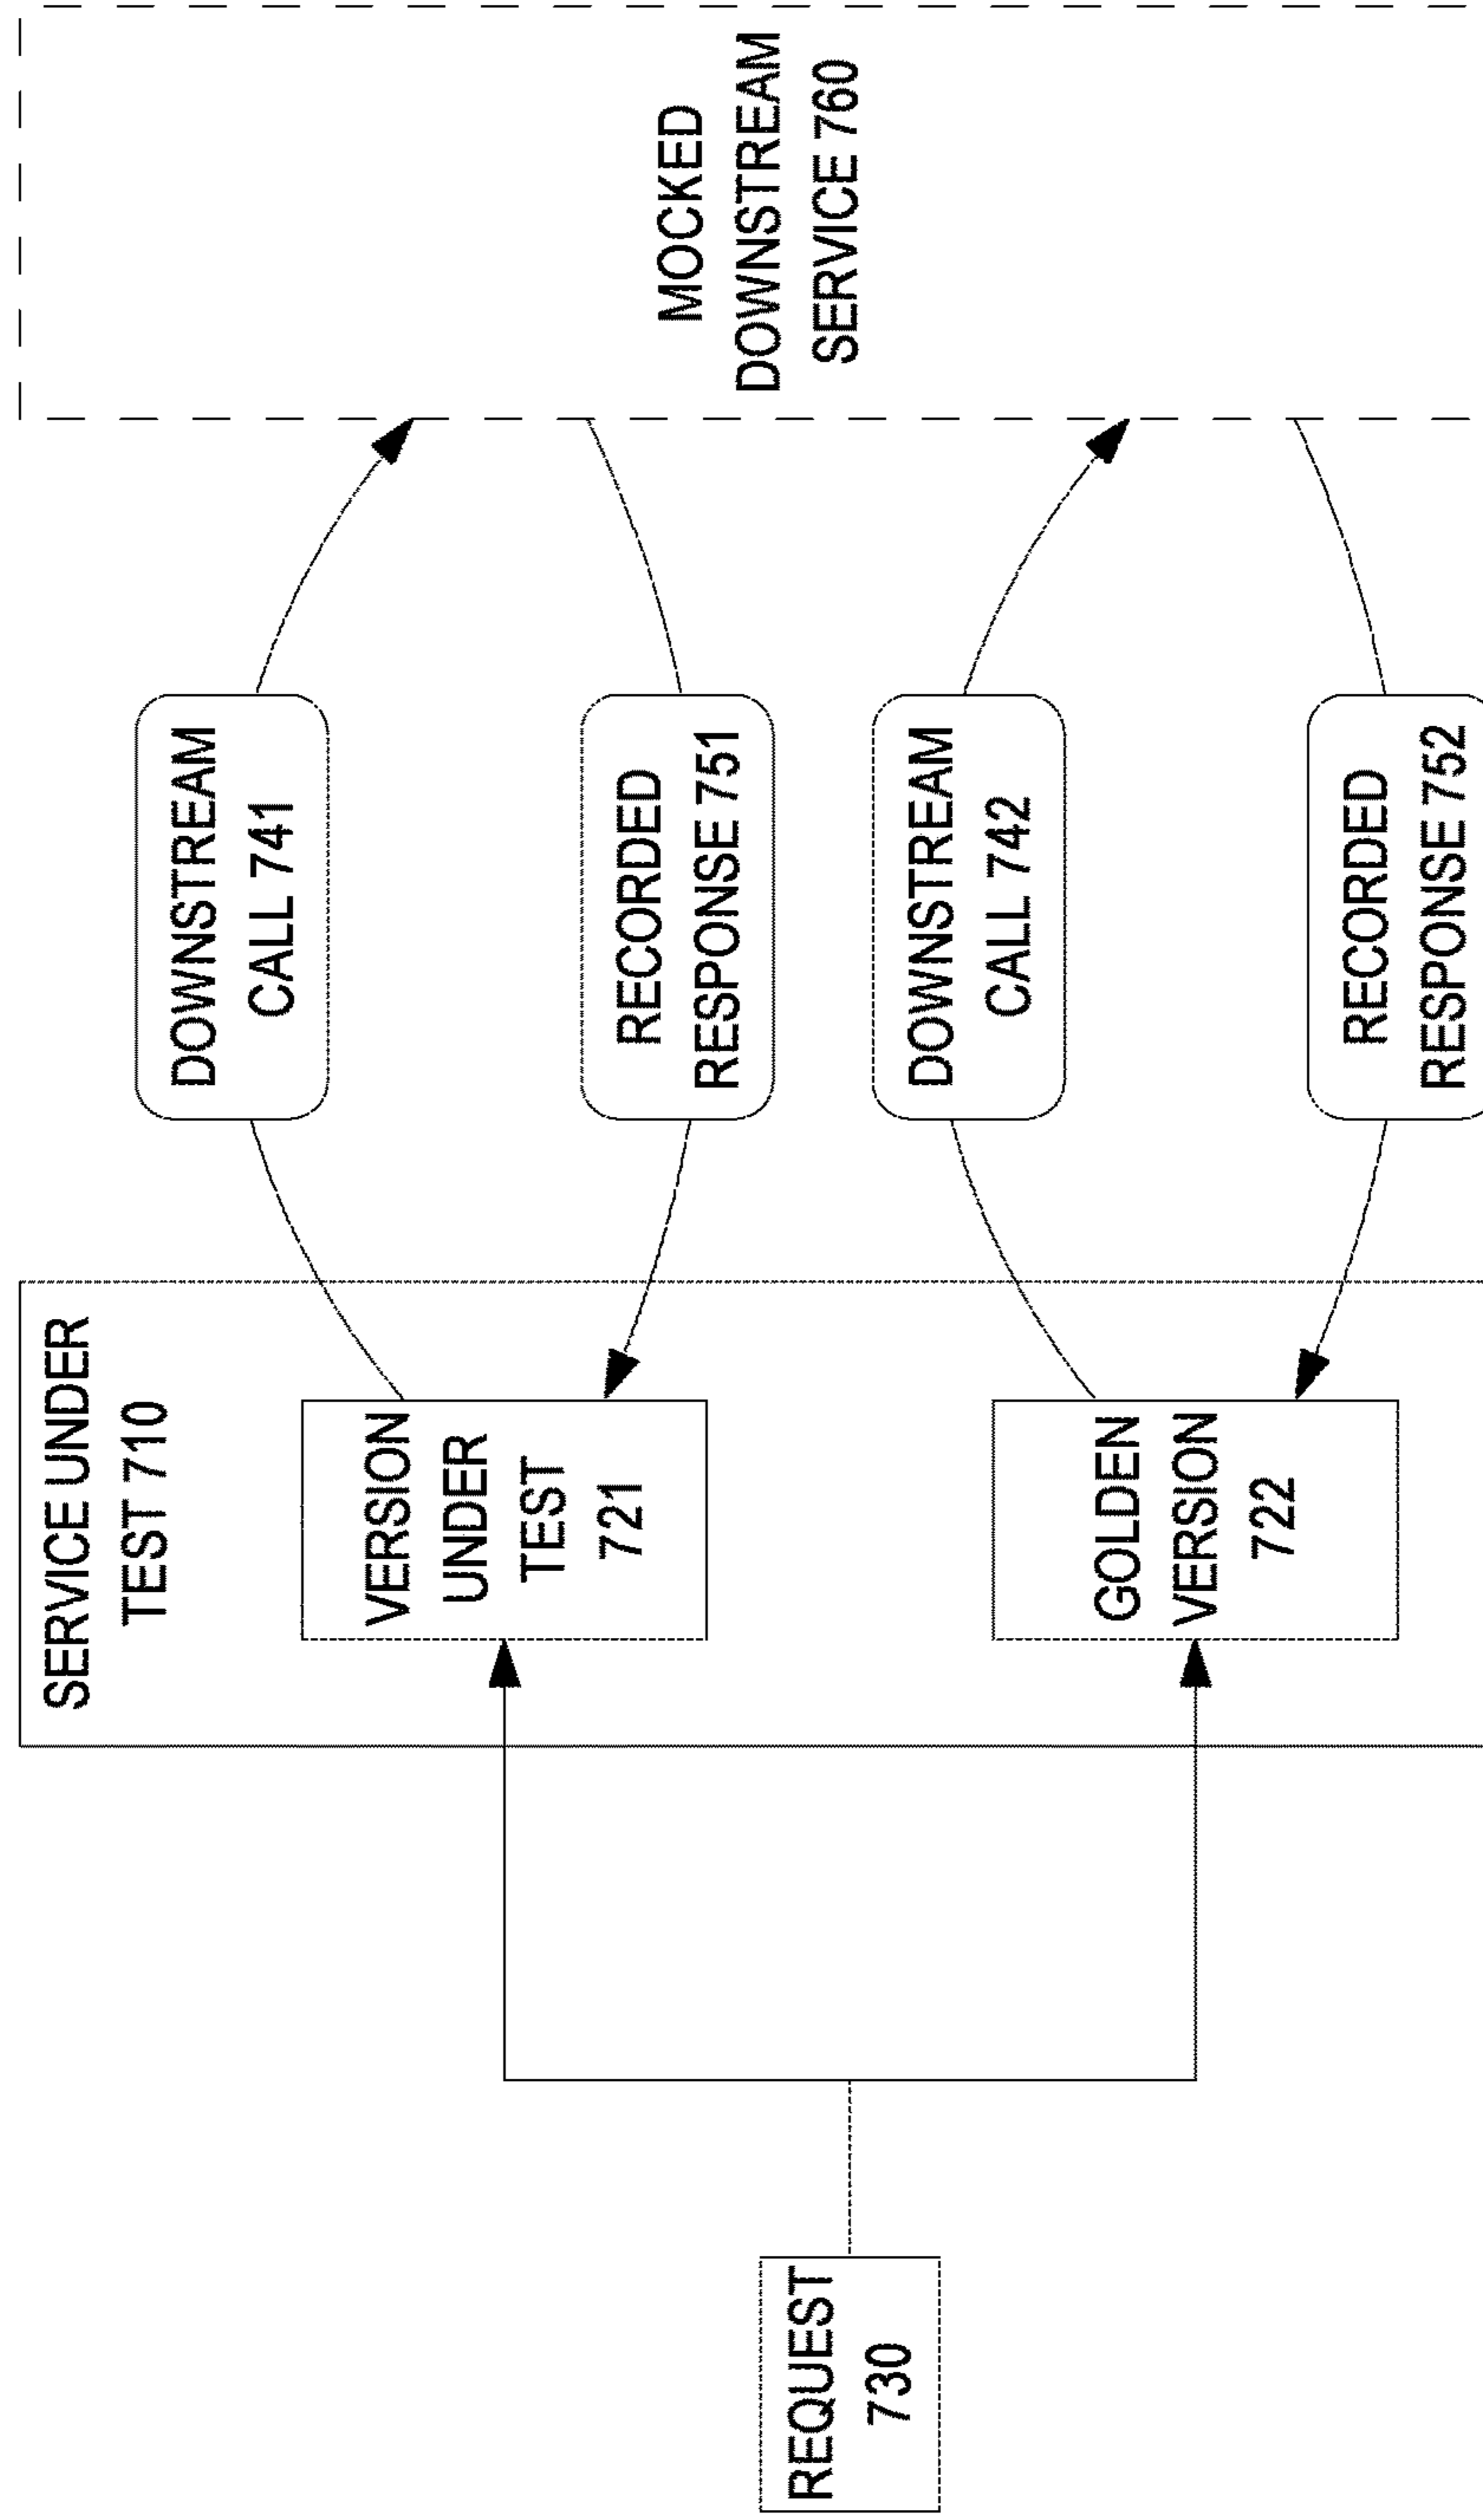 REQUEST
730
SERVICE UNDER
TEST 710
VERSION
UNDER
TEST
721
GOLDEN
VERSION
722
DOWNSTREAM
CALL 741
RECORDED
RESPONSE 751
DOWNSTREAM
CALL 742
RECORDED
RESPONSE 752
MOCKED
DOWNSTREAM
SERVICE 760